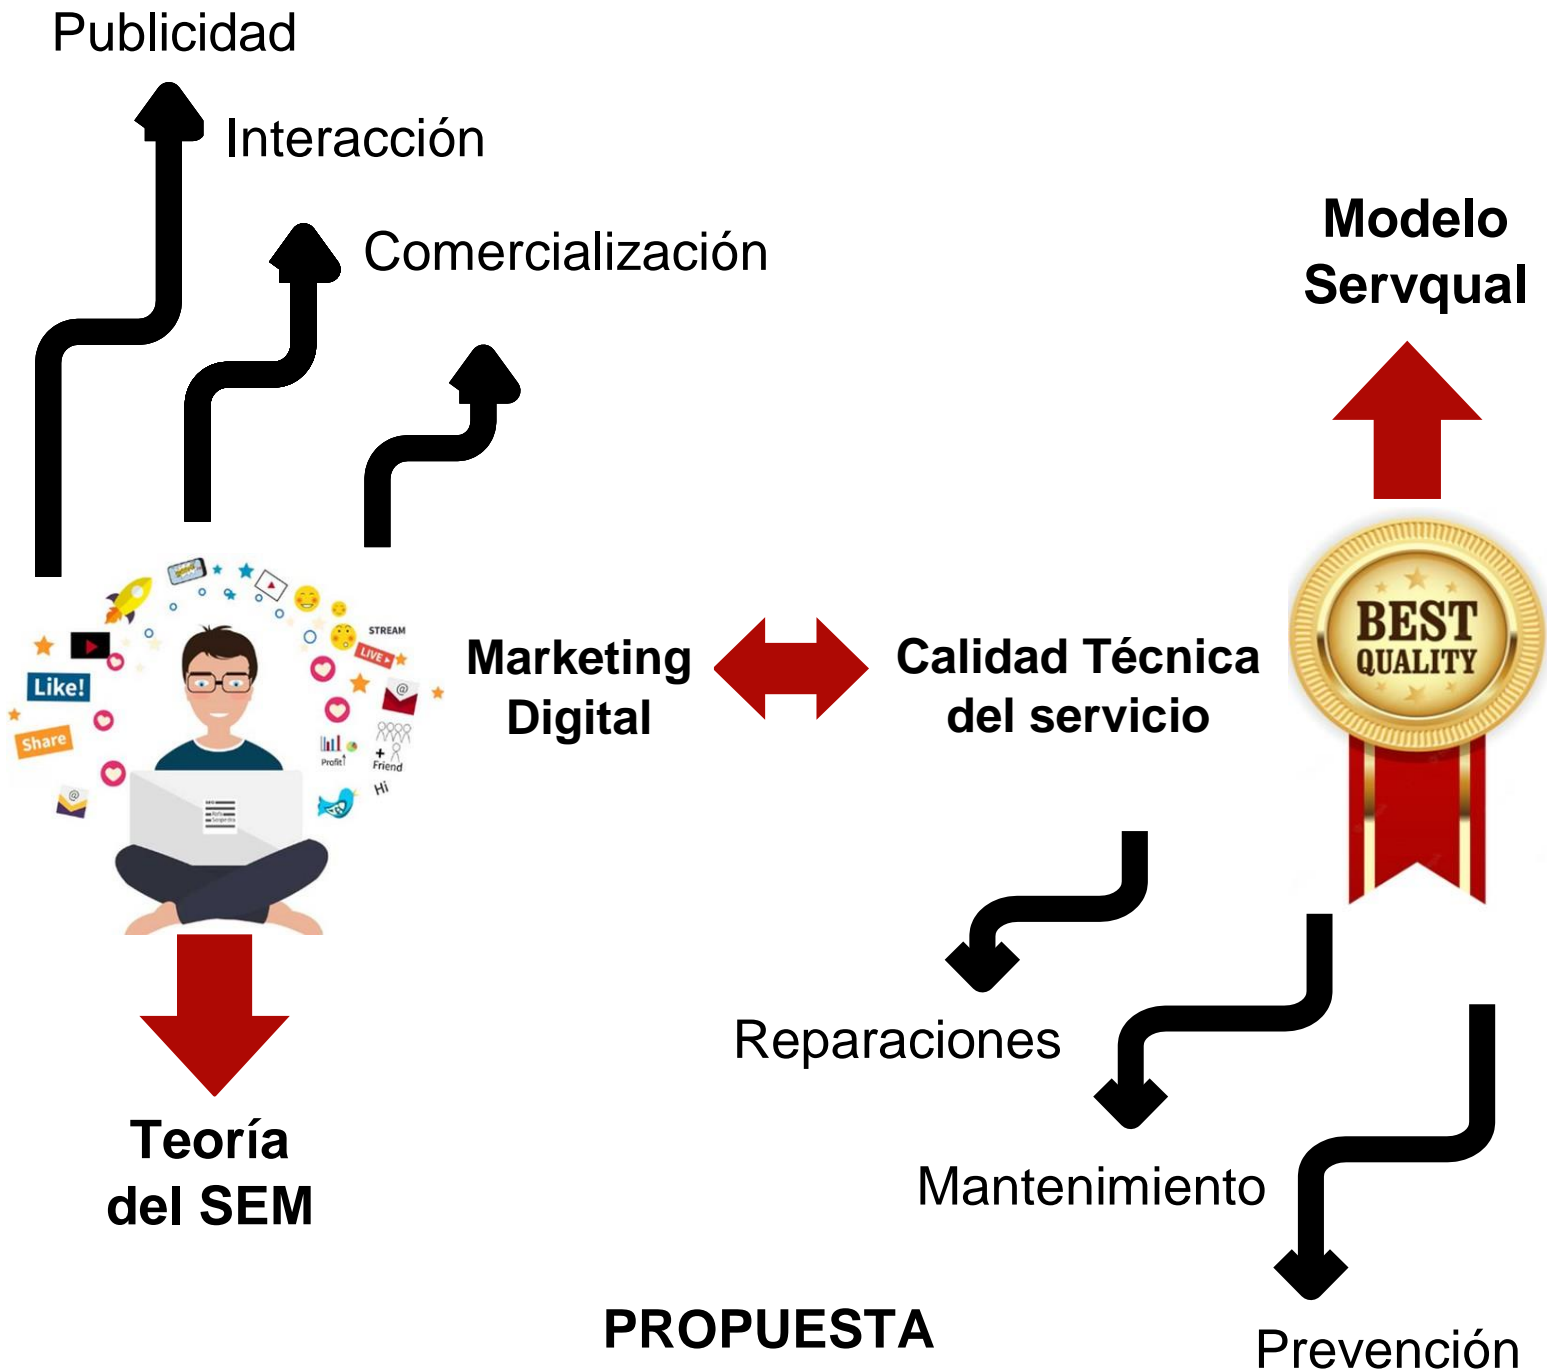 Publicidad
Interacción
Comercialización
Modelo
Servqual
STREAM
LIVE
Like!
Share
@
@
Profit
+
Friend
Hi
Marketing
Digital
Calidad Técnica
del servicio
BEST
QUALITY
Reparaciones
Mantenimiento
Prevención
Teoría
del SEM
PROPUESTA